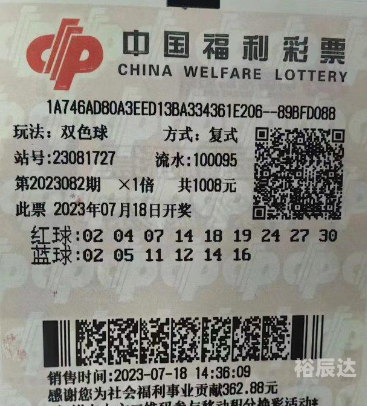 中国福利彩票
CHINA WELFARE LOTTERY
1A746AD80A3EED13BA334361E206--89BFD088
玩法：双色球 方式：复式
站号:23081727 流水:100095
第2023082期 ×1倍 共1008元
此票 2023年07月18日开奖
红球:02 04 07 14 18 19 24 27 30
蓝球:02 05 11 12 14 16
销售时间:2023-07-18 14:36:09
感谢您为社会福利事业贡献362.88元
裕辰达